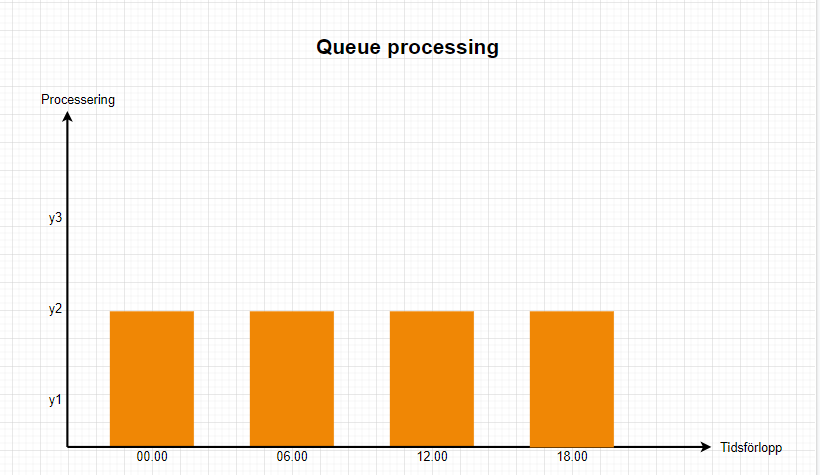 Queue processing
Processering
y3
y2
y1
00.00
06.00
12.00
18.00
Tidsförlopp